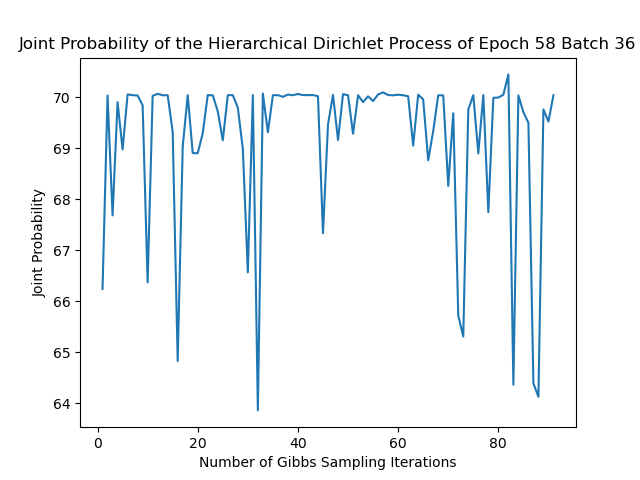 Joint Probability of the Hierarchical Dirichlet Process of Epoch 58 Batch 36
70
69
68
67
66
65
64
Joint Probability
0 20 40 60 80
Number of Gibbs Sampling Iterations